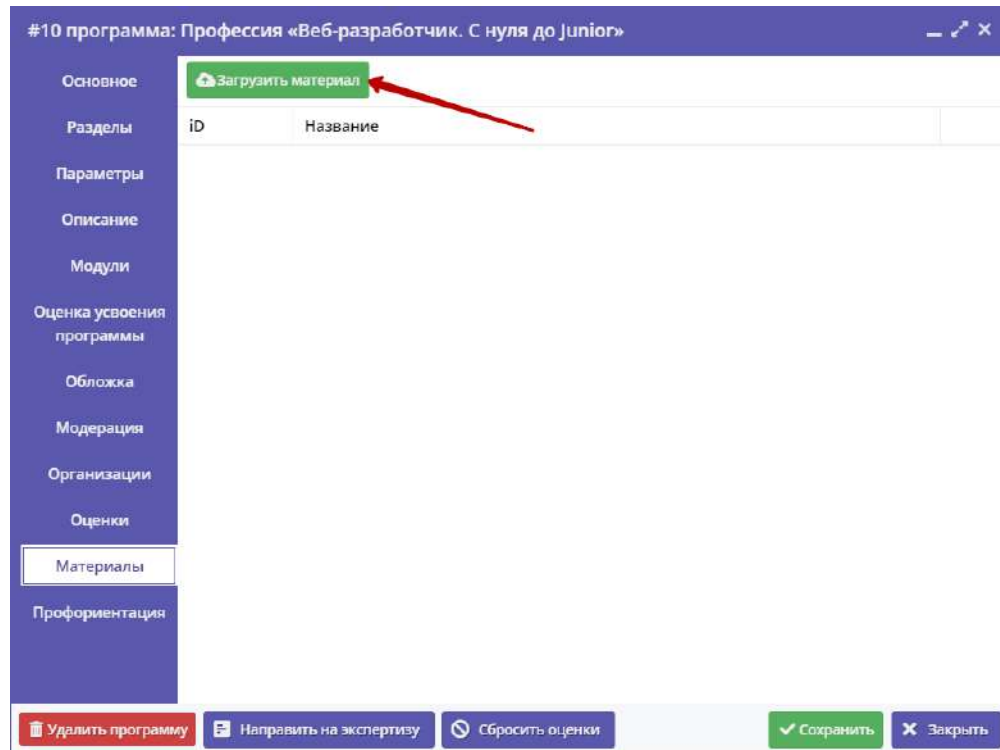 #10 программа: Профессия «Веб-разработчик. С нуля до Junior»
Основное
Загрузить материал
Разделы
iD Название
Параметры
Описание
Модули
Оценка усвоения
программы
Обложка
Модерация
Организации
Оценки
Материалы
Профориентация
Удалить программу Направить на экспертизу Сбросить оценки Сохранить Закрыть